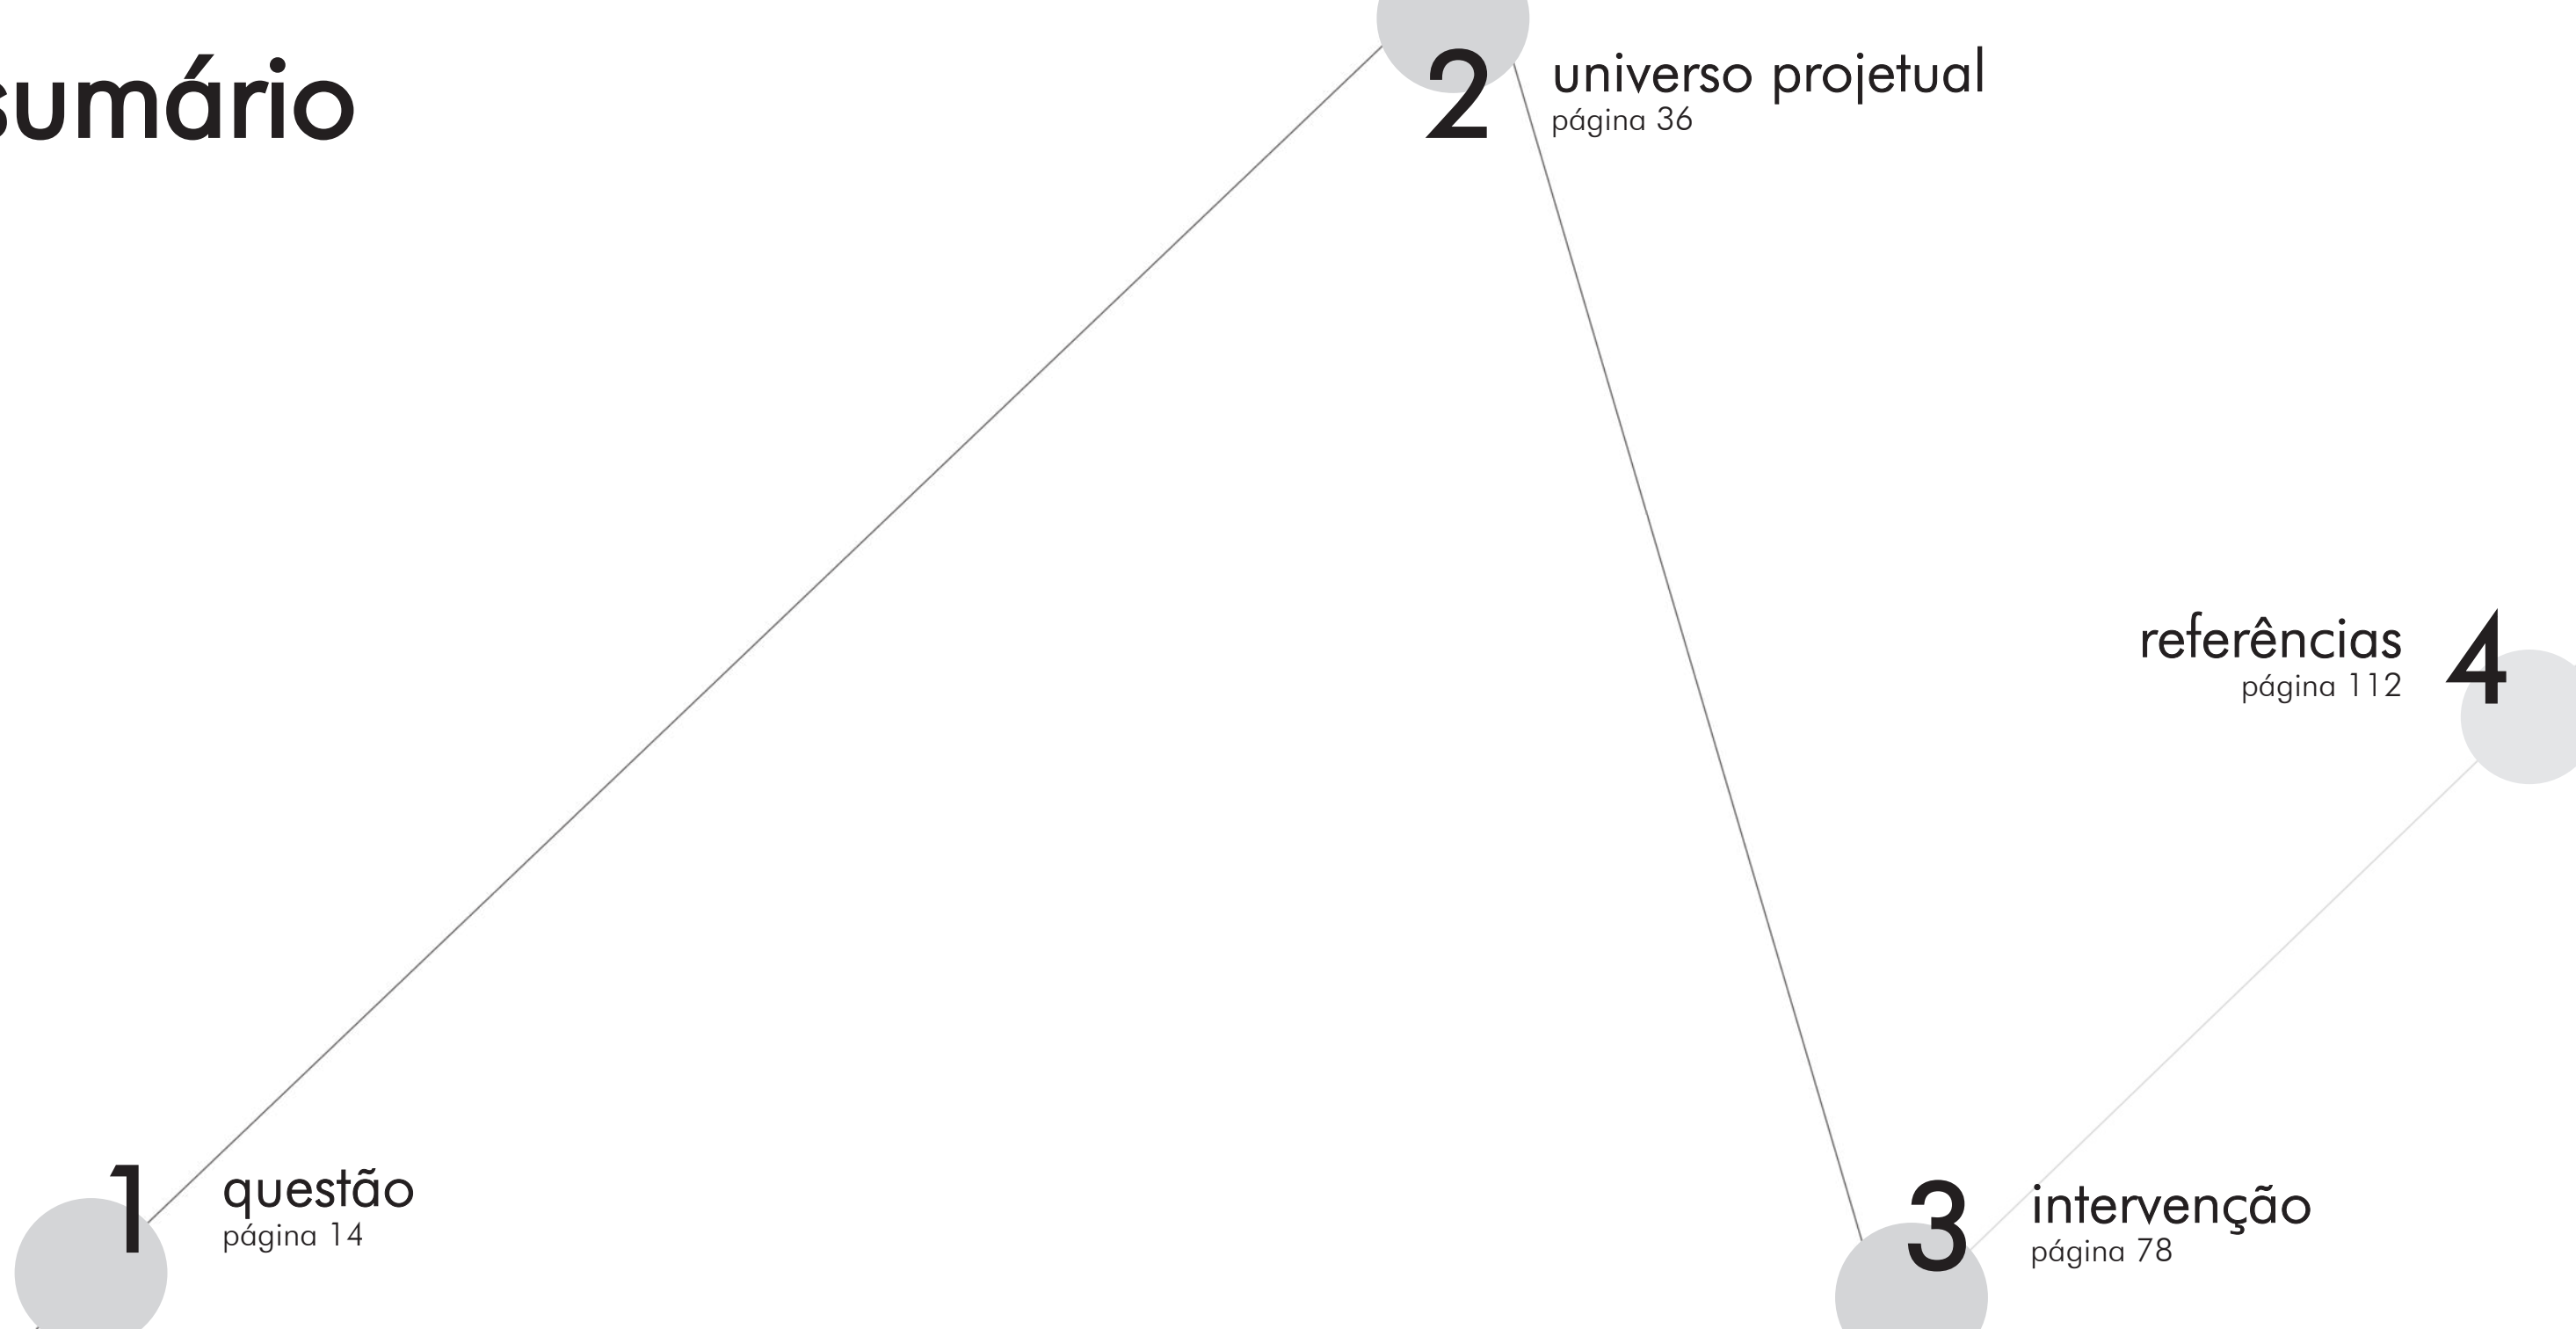 sumário
1
questão
página 14
2
universo projetual
página 36
3
intervenção
página 78
4
referências
página 112